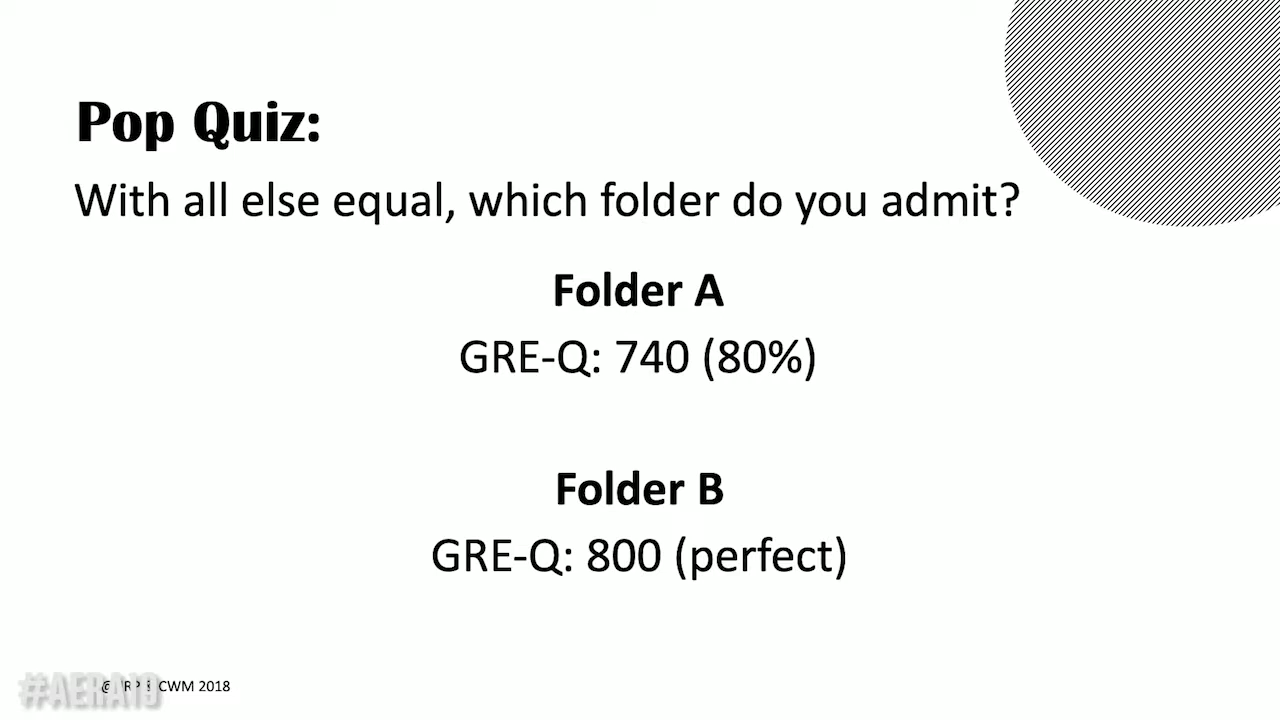 Pop Quiz:
With all else equal, which folder do you admit?
Folder A
GRE-Q: 740 (80%)
Folder B
GRE-Q: 800 (perfect)
#AERA19
CWM 2018